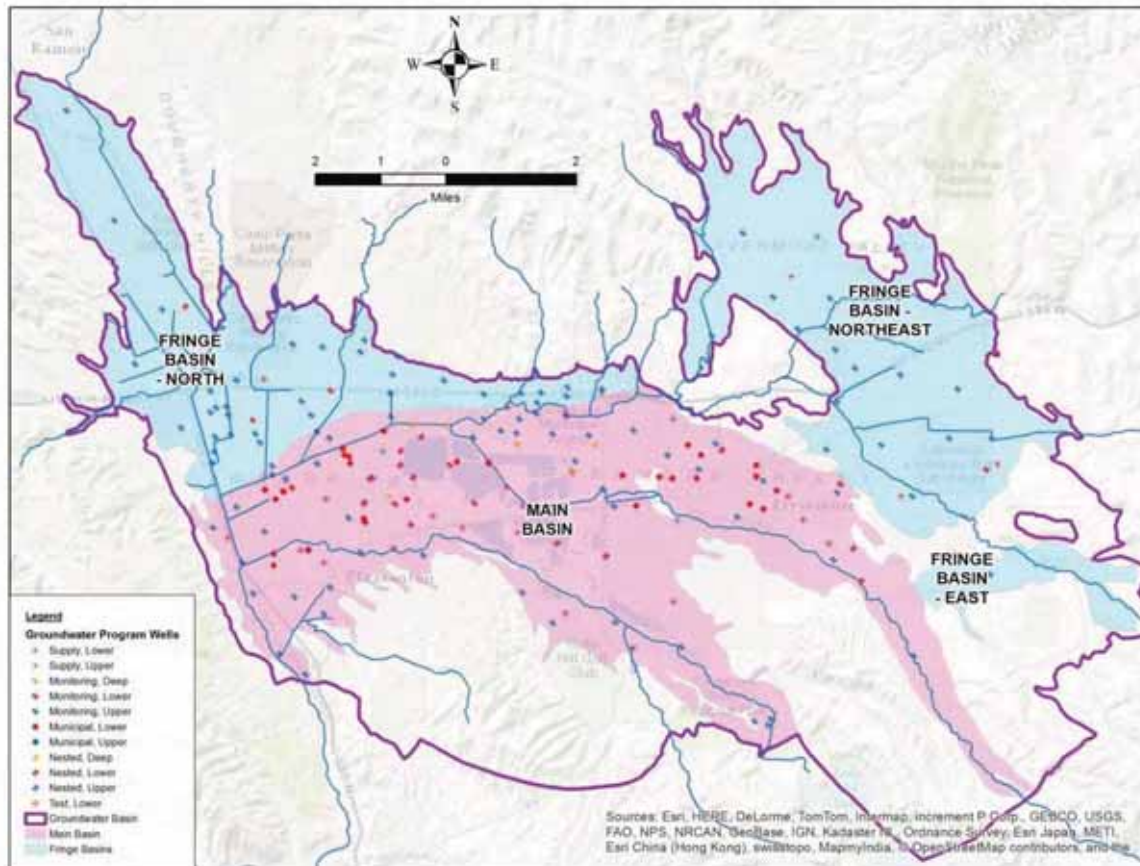 San
Ramon
N
W
E
S
2
1
0
2
Miles
FRINGE
BASIN -
NORTHEAST
FRINGE
BASIN
- NORTH
MAIN
BASIN
FRINGE
BASIN
- EAST
Legend
Groundwater Program Wells
Supply, Lower
Supply, Upper
Monitoring, Deep
Monitoring, Lower
Monitoring, Upper
Municipal, Lower
Municipal, Upper
Nested, Deep
Nested, Lower
Nested, Upper
Test, Lower
Groundwater Basin
Main Basin
Fringe Basins
Sources: Esri, HERE, DeLorme, TomTom, Intermap, increment P Corp., GEBCO, USGS,
FAO, NPS, NRCAN, GeoBase, IGN, Kadaster NL, Ordnance Survey, Esri Japan, METI,
Esri China (Hong Kong), swisstopo, MapmyIndia, © OpenStreetMap contributors, and the